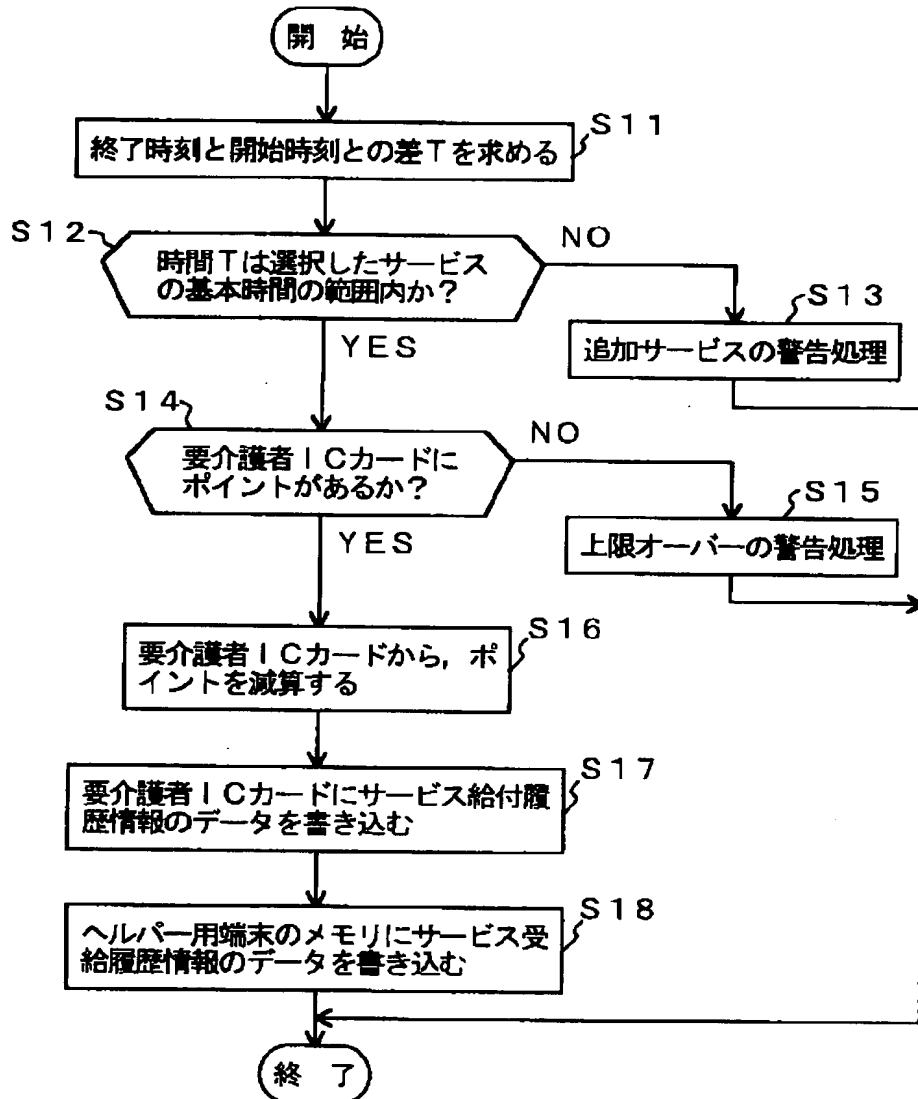 開 始
S11
終了時刻と開始時刻との差Tを求める
S12
時間Tは選択したサービス
の基本時間の範囲内か?
NO
YES
S13
追加サービスの警告処理
S14
要介護者ICカードに
ポイントがあるか?
NO
YES
S15
上限オーバーの警告処理
S16
要介護者ICカードから,ポ
イントを減算する
S17
要介護者ICカードにサービス給付履
歴情報のデータを書き込む
S18
ヘルパー用端末のメモリにサービス受
給履歴情報のデータを書き込む
終 了